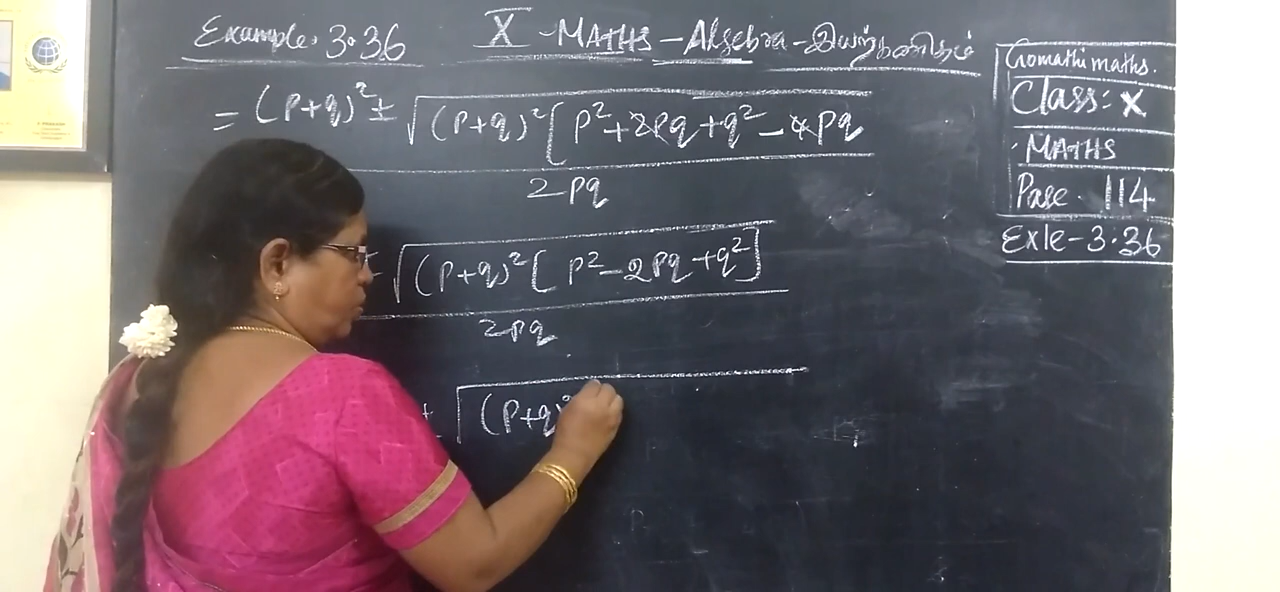 Example. 3.36
X - MATHS - Algebra - இயற்கணிதம்
Gomathi maths.
Class: X
MATHS
Page. 114
Exle - 3.36
= (P+q)² ± √(P+q)²[P²+2Pq+q²-4Pq
2Pq
± √(P+q)²[P²-2Pq+q²]
2Pq
± √(P+q)²